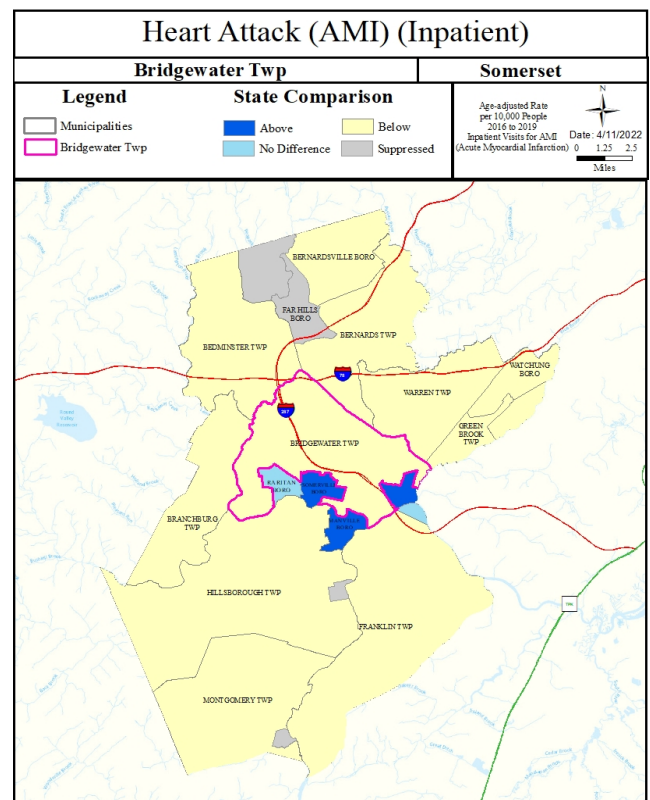 Heart Attack (AMI) (Inpatient)
Bridgewater Twp
Somerset
Legend
Municipalities
Bridgewater Twp
State Comparison
Above
Below
No Difference
Suppressed
Age-adjusted Rate
per 10,000 People
2016 to 2019
Inpatient Visits for AMI
(Acute Myocardial Infarction)
N
Date: 4/11/2022
0 1.25 2.5
Miles
BERNARDSVILLE BORO
FAR HILLS
BORO
BERNARDS TWP
BEDMINSTER TWP
WATCHUNG
BORO
78
WARREN TWP
287
GREEN
BROOK
TWP
BRIDGEWATER TWP
RARITAN
BORO
BORO
MANVILLE
BORO
BRANCHBURG
TWP
HILLSBOROUGH TWP
FRANKLIN TWP
MONTGOMERY TWP